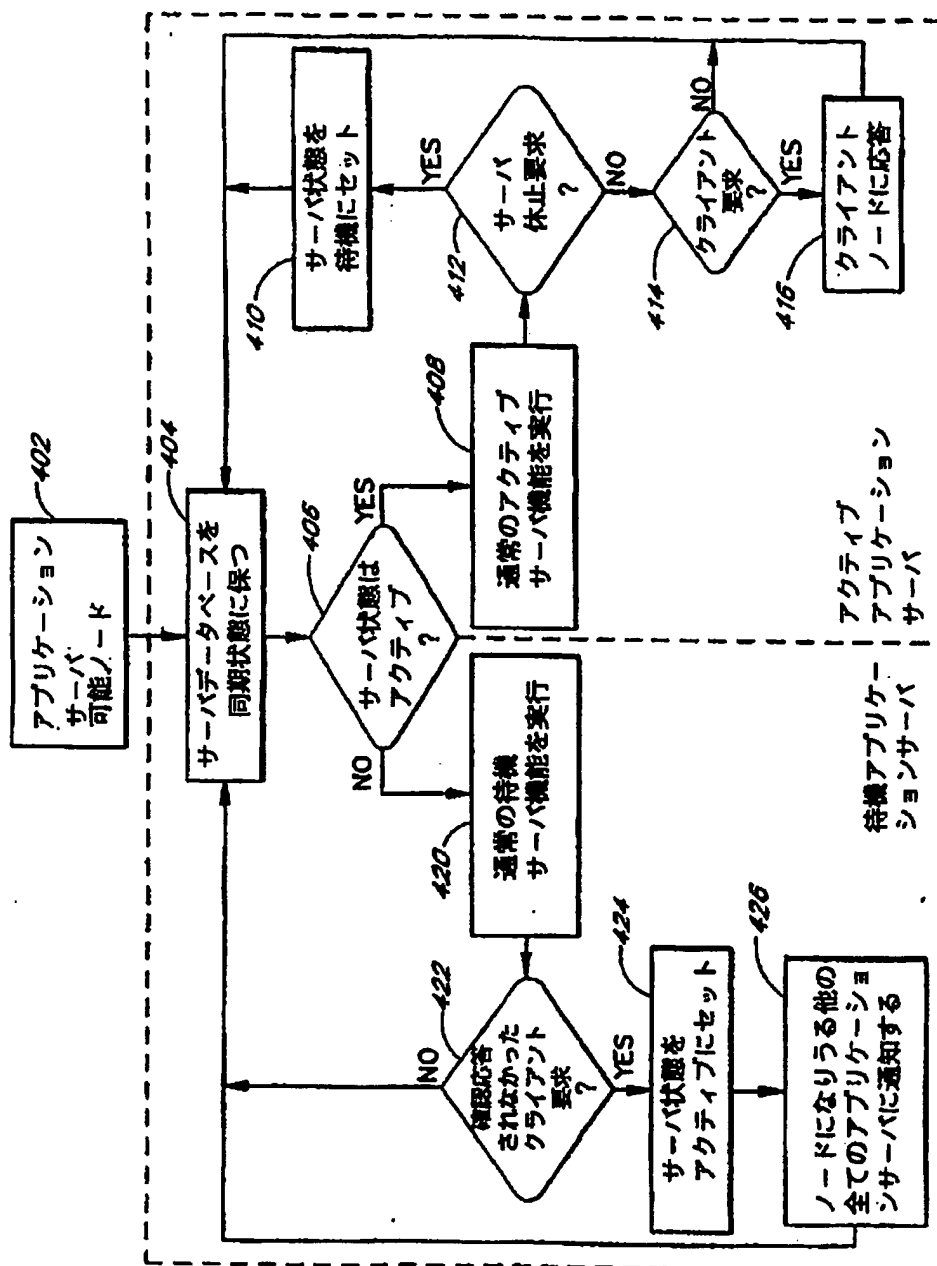 アプリケーション
サーバ
可能ノード
402
サーバデータベースを
同期状態に保つ
404
サーバ状態は
アクティブ
?
406
YES
NO
通常のアクティブ
サーバ機能を実行
408
サーバ状態を
待機にセット
410
YES
サーバ
休止要求
?
412
NO
クライアント
要求
?
414
NO
YES
クライアント
ノードに応答
416
アクティブ
アプリケーション
サーバ
通常の待機
サーバ機能を実行
420
確認応答
されなかった
クライアント
要求
?
422
NO
YES
サーバ状態を
アクティブにセット
424
ノードになりうる他の
全てのアプリケーショ
ンサーバに通知する
426
待機アプリケー
ションサーバ